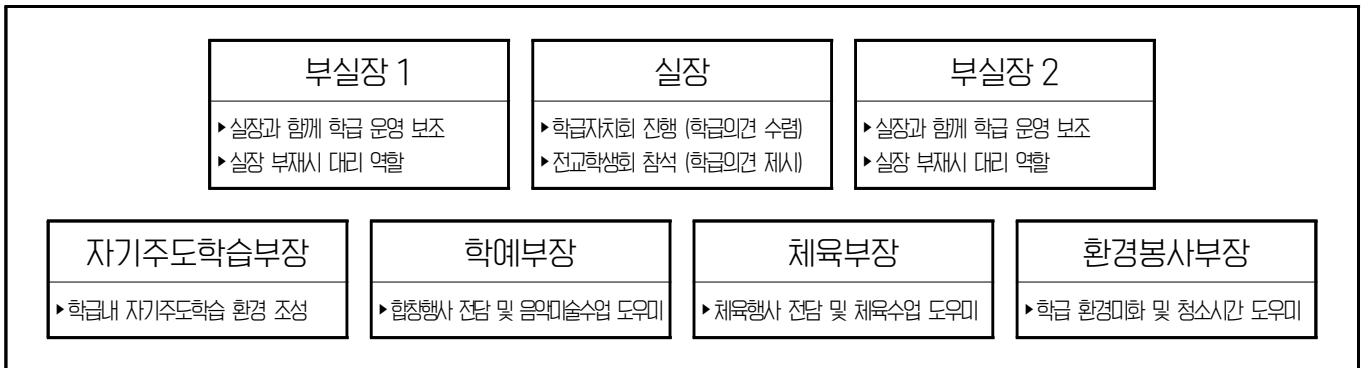 부실장 1
▶실장과 함께 학급 운영 보조
▶실장 부재시 대리 역할
실장
▶학급자치회 진행 (학급의견 수렴)
▶전교학생회 참석 (학급의견 제시)
부실장 2
▶실장과 함께 학급 운영 보조
▶실장 부재시 대리 역할
자기주도학습부장
▶학급내 자기주도학습 환경 조성
학예부장
▶합창행사 전담 및 음악미술수업 도우미
체육부장
▶체육행사 전담 및 체육수업 도우미
환경봉사부장
▶학급 환경미화 및 청소시간 도우미